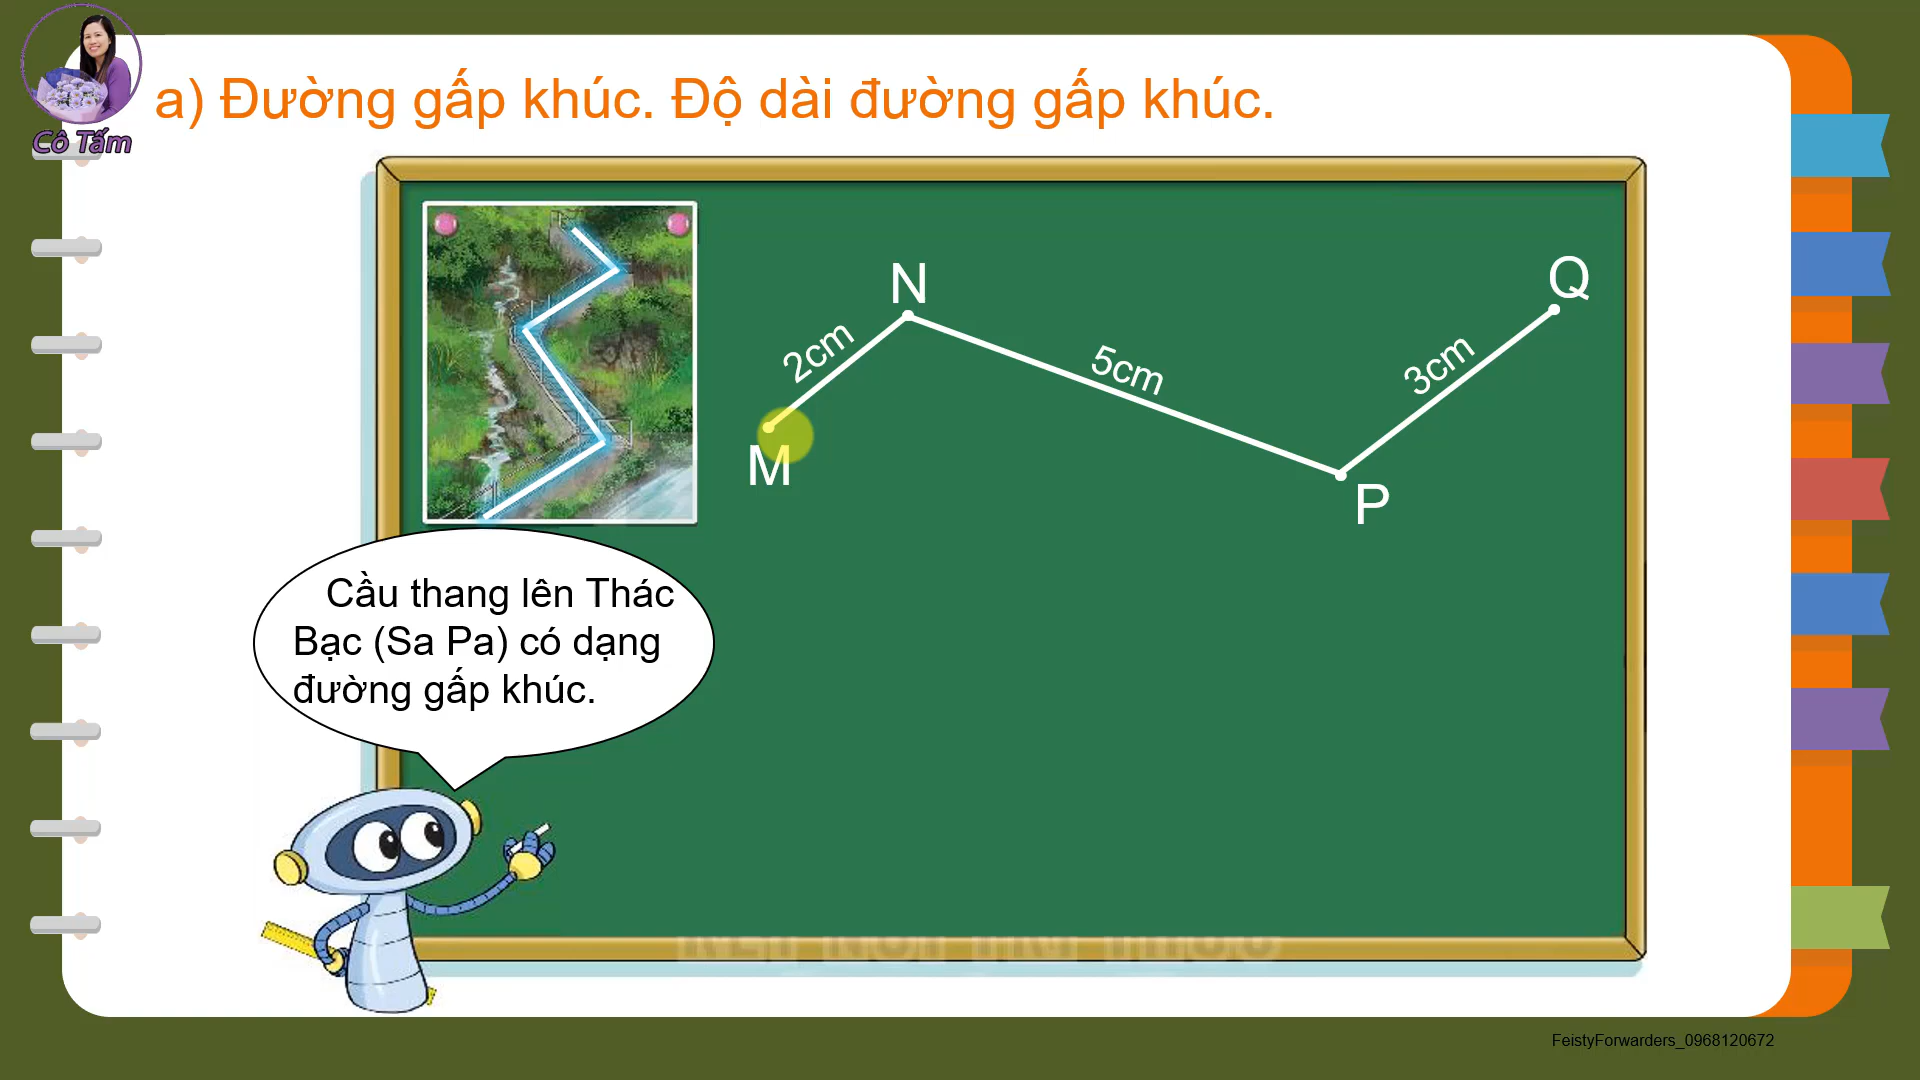 Cô Tấm
a) Đường gấp khúc. Độ dài đường gấp khúc.
N
Q
2cm
5cm
3cm
M
P
Cầu thang lên Thác
Bạc (Sa Pa) có dạng
đường gấp khúc.
FeistyForwarders_0968120672